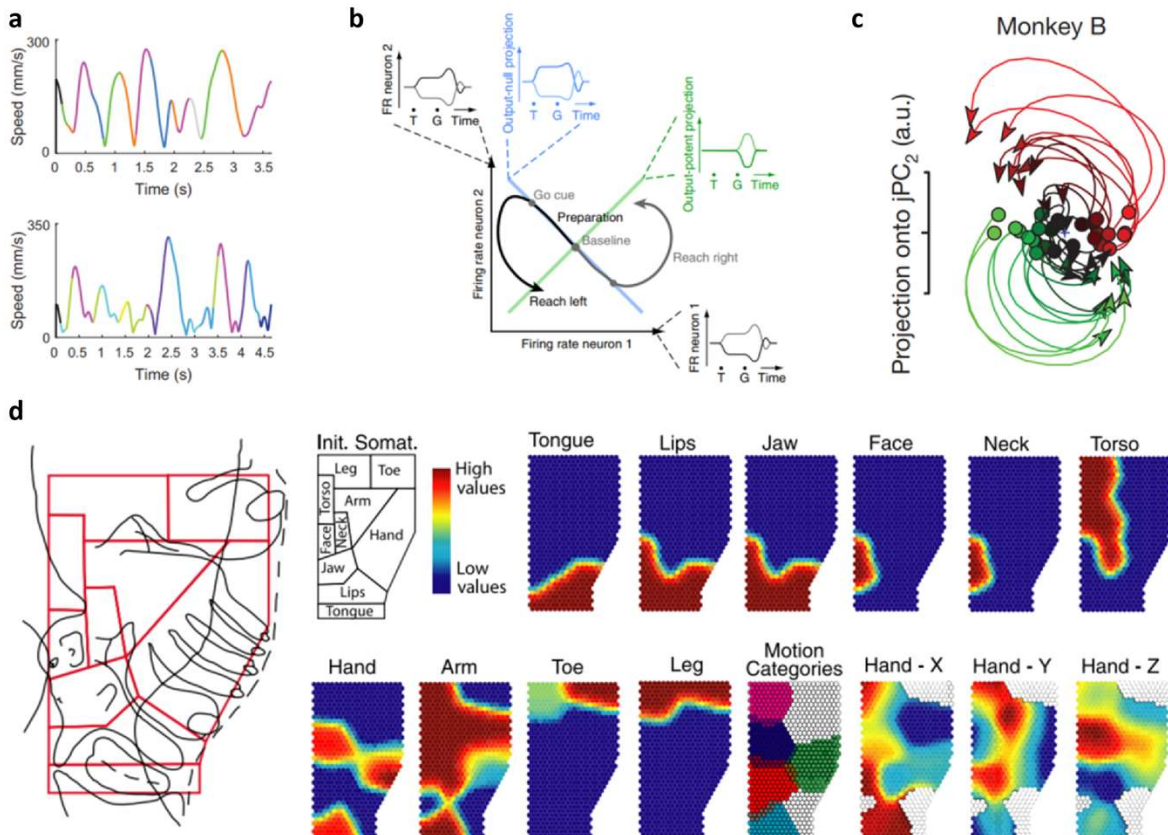 a
300
Speed (mm/s)
0
0 0.5 1 1.5 2 2.5 3 3.5
Time (s)
350
Speed (mm/s)
0
0 0.5 1 1.5 2 2.5 3 3.5 4 4.5
Time (s)
b
FR neuron 2
T G Time
Output-null projection
T G Time
Output-potent projection
T G Time
Firing rate neuron 2
Go cue
Preparation
Baseline
Reach right
Reach left
Firing rate neuron 1
FR neuron 1
T G Time
c
Monkey B
Projection onto jPC2 (a.u.)
d
Init. Somat.
Leg Toe
Torso
Arm
Face
Neck
Hand
Jaw
Lips
Tongue
High
values
Low
values
Tongue Lips Jaw Face Neck Torso
Hand Arm Toe Leg Motion
Categories
Hand - X Hand - Y Hand - Z